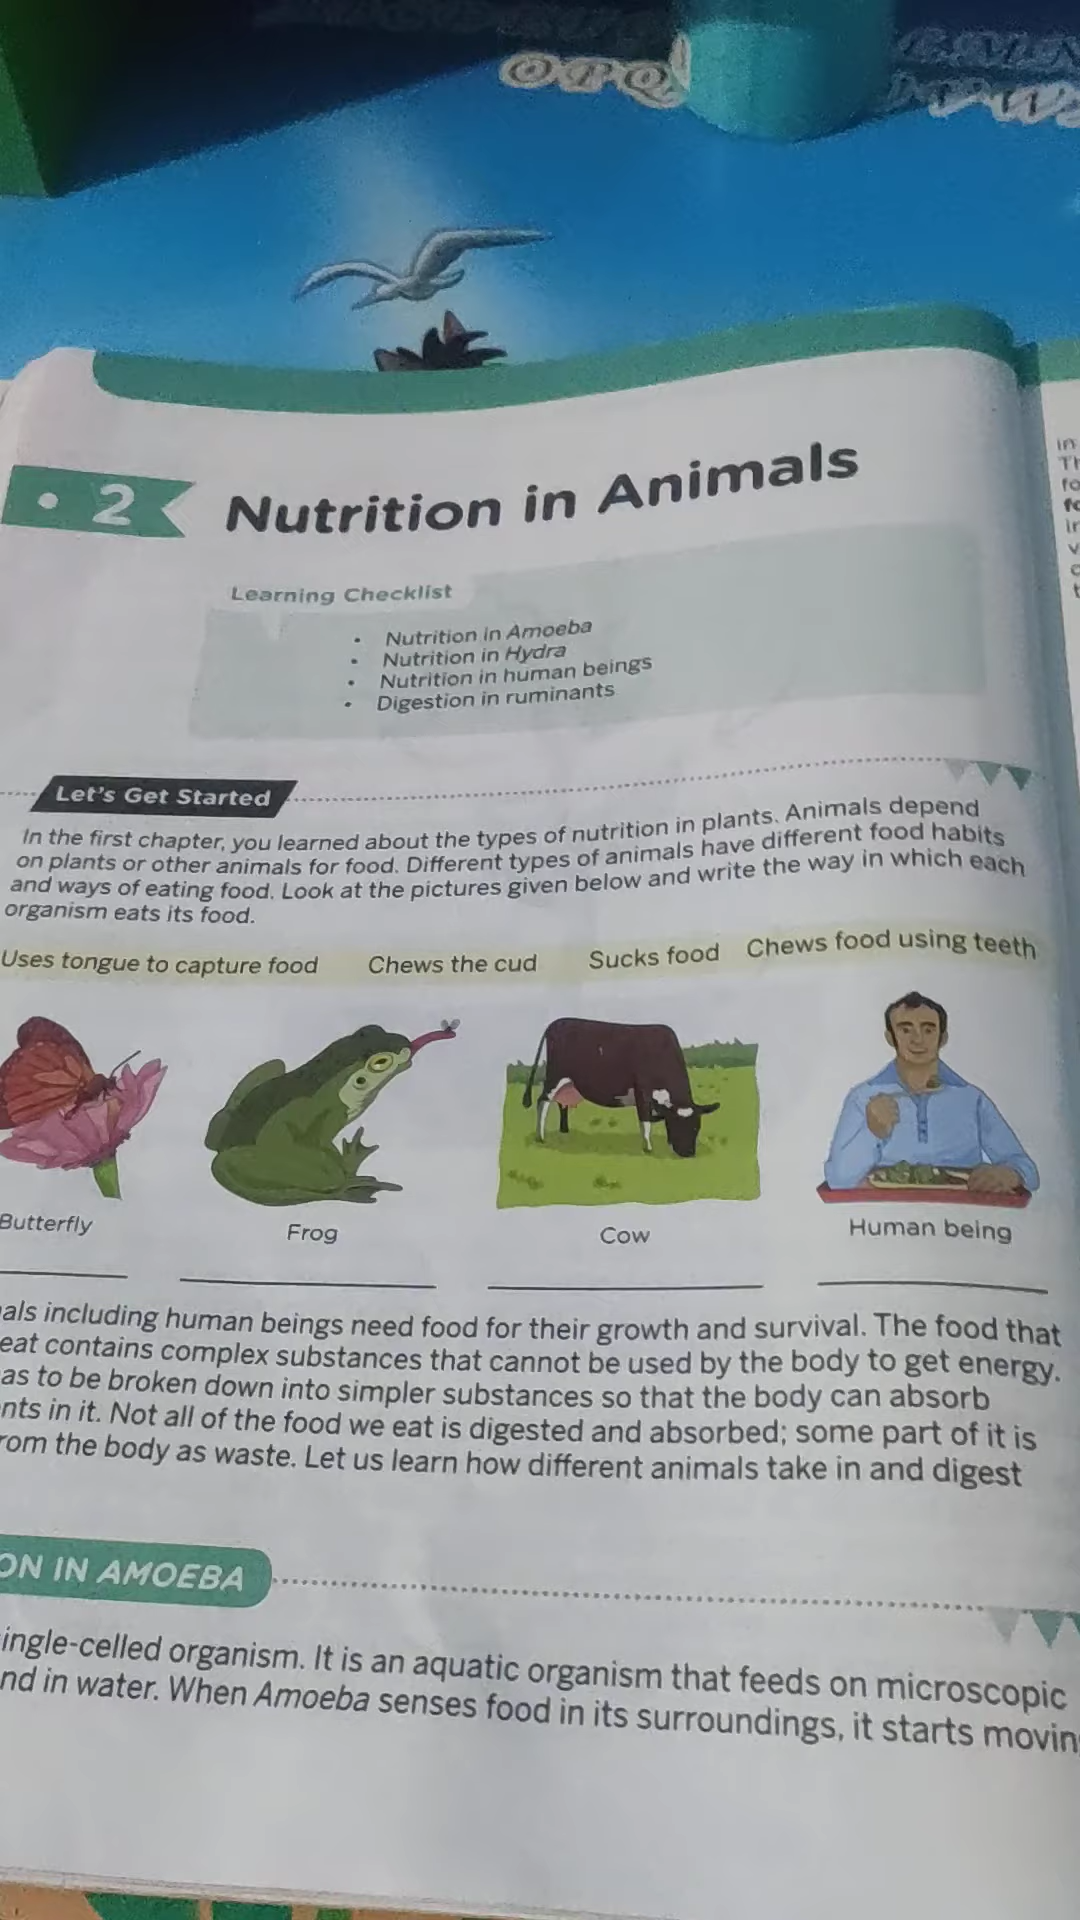 OTQ
2
Nutrition in Animals
Learning Checklist
• Nutrition in Amoeba
• Nutrition in Hydra
• Nutrition in human beings
• Digestion in ruminants
Let's Get Started
In the first chapter, you learned about the types of nutrition in plants. Animals depend
on plants or other animals for food. Different types of animals have different food habits
and ways of eating food. Look at the pictures given below and write the way in which each
organism eats its food.
Uses tongue to capture food Chews the cud Sucks food Chews food using teeth
Butterfly Frog Cow Human being
als including human beings need food for their growth and survival. The food that
eat contains complex substances that cannot be used by the body to get energy.
as to be broken down into simpler substances so that the body can absorb
nts in it. Not all of the food we eat is digested and absorbed; some part of it is
rom the body as waste. Let us learn how different animals take in and digest
ON IN AMOEBA
ingle-celled organism. It is an aquatic organism that feeds on microscopic
nd in water. When Amoeba senses food in its surroundings, it starts movin